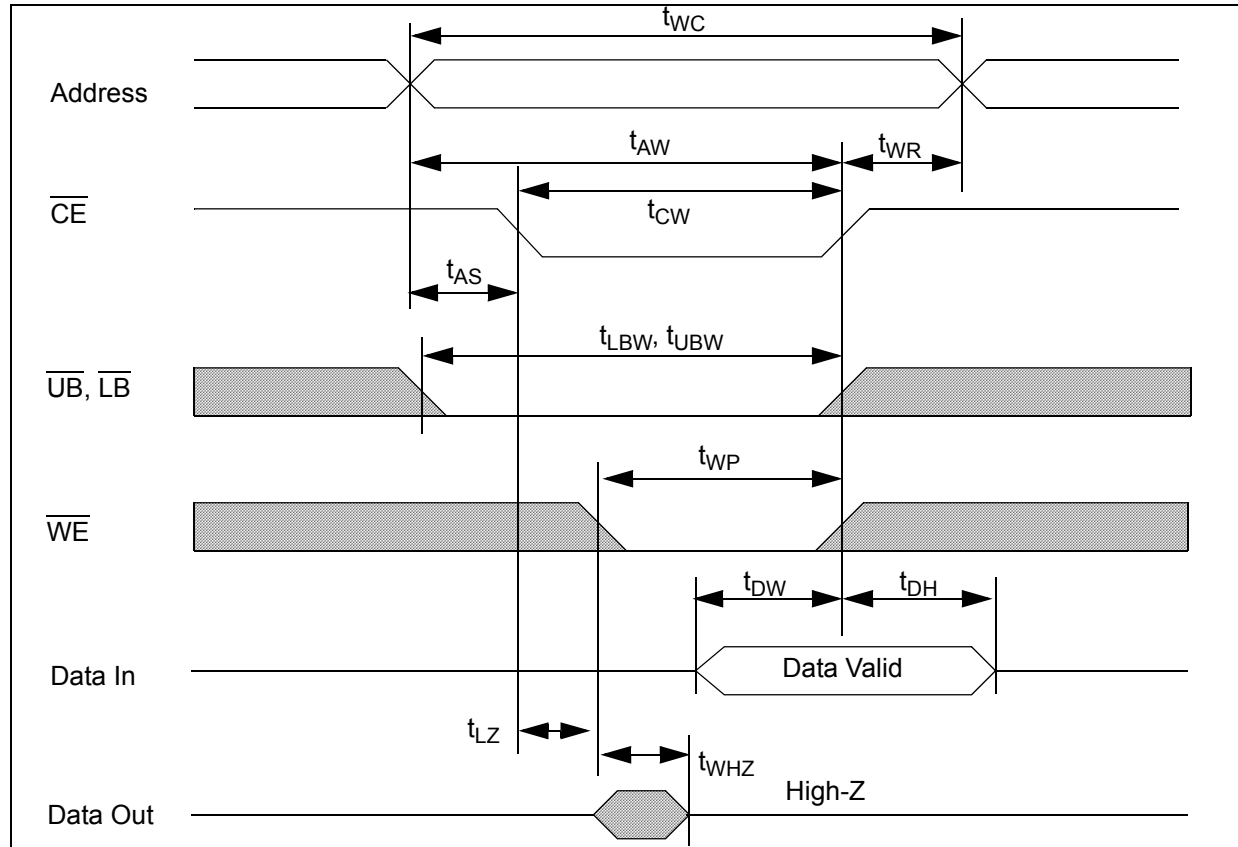 tWC
Address
tAW
tWR
CE
tCW
tAS
tLBW, tUBW
UB, LB
tWP
WE
tDW
tDH
Data In
Data Valid
tLZ
tWHZ
High-Z
Data Out